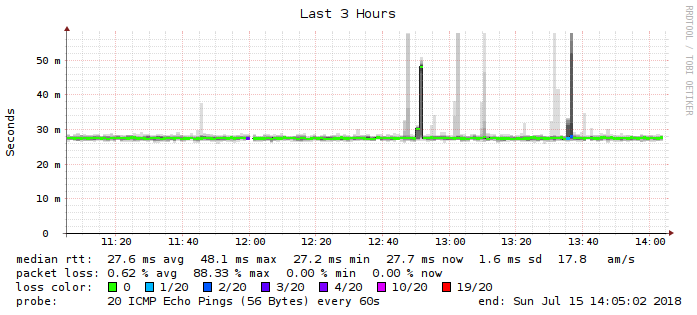 Last 3 Hours
RRDTOOL / TOBI OETIKER
Seconds
50 m
40 m
30 m
20 m
10 m
0
11:20 11:40 12:00 12:20 12:40 13:00 13:20 13:40 14:00
median rtt: 27.6 ms avg 48.1 ms max 27.2 ms min 27.7 ms now 1.6 ms sd 17.8 am/s
packet loss: 0.62 % avg 88.33 % max 0.00 % min 0.00 % now
loss color: 0 1/20 2/20 3/20 4/20 10/20 19/20
probe: 20 ICMP Echo Pings (56 Bytes) every 60s end: Sun Jul 15 14:05:02 2018